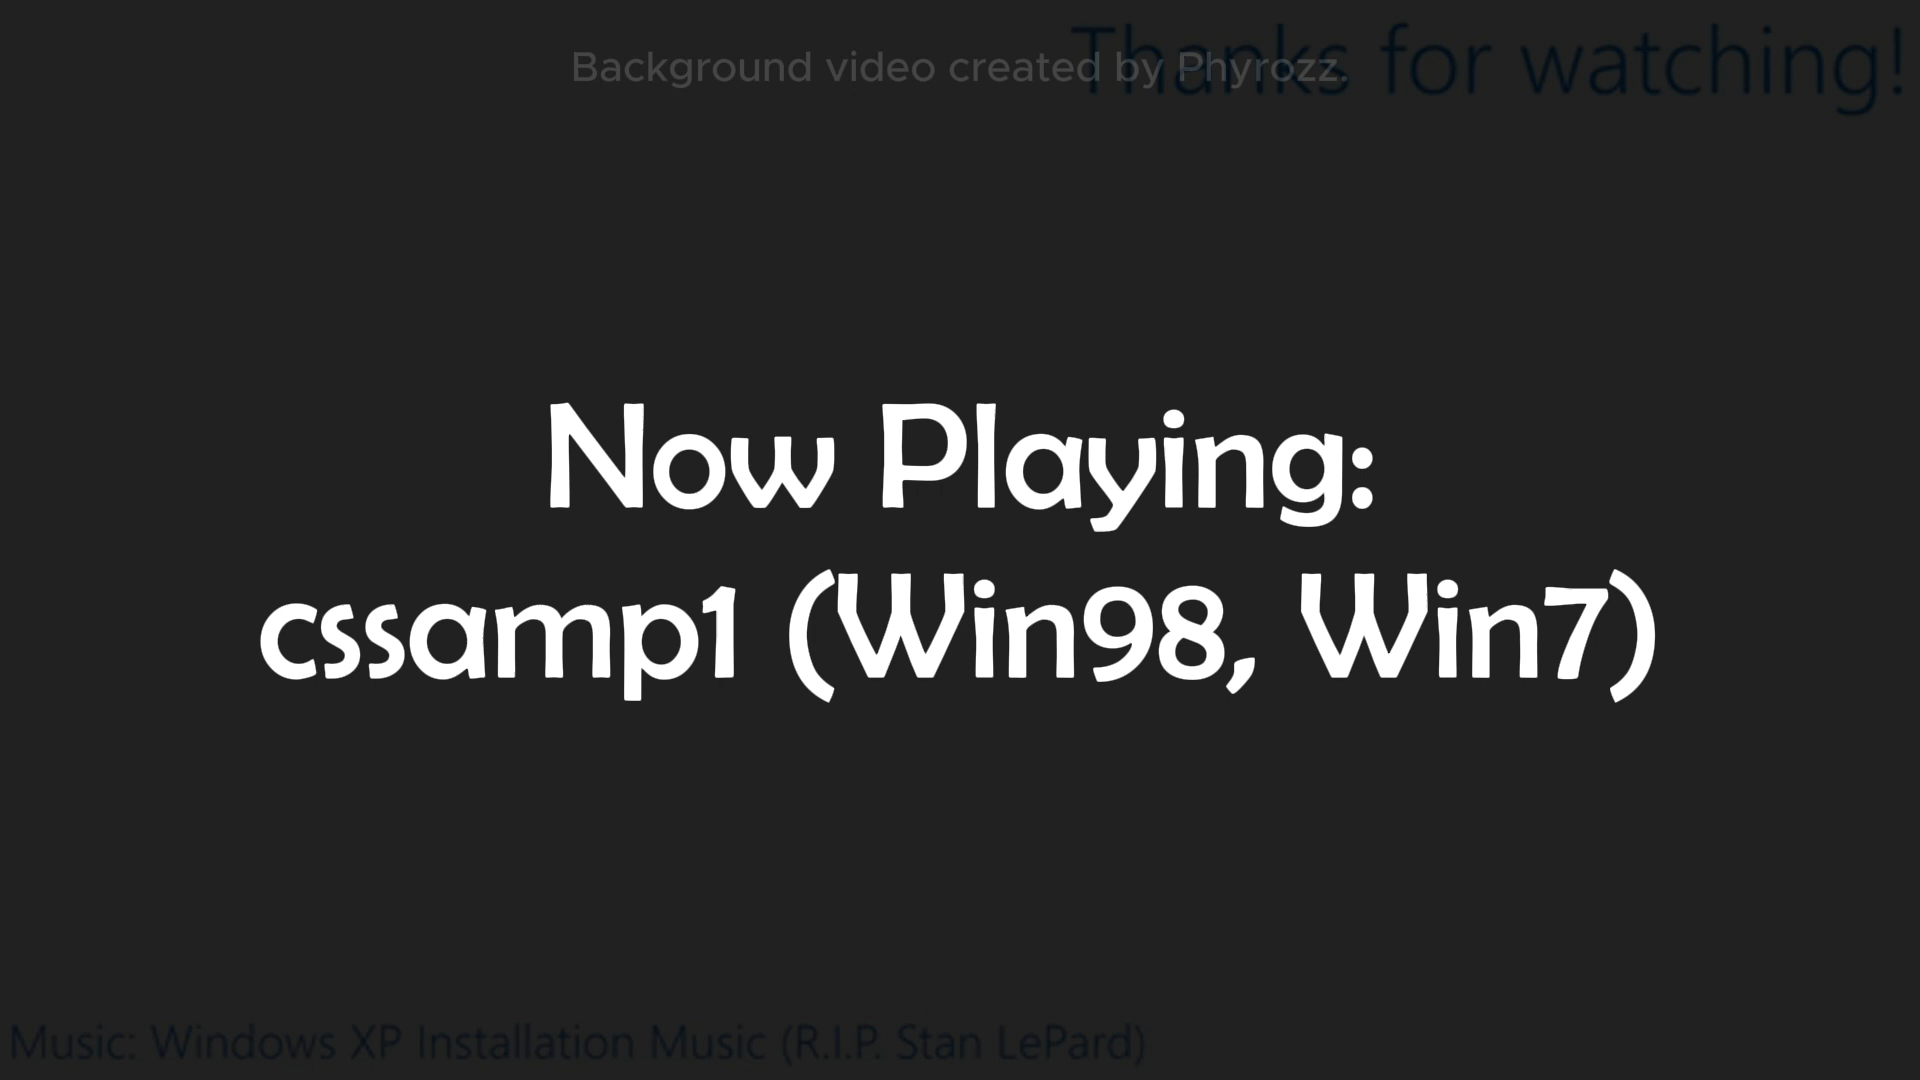 Thanks for watching!
Background video created by Phyrozz.
Now Playing:
cssamp1 (Win98, Win7)
Music: Windows XP Installation Music (R.I.P. Stan LePard)